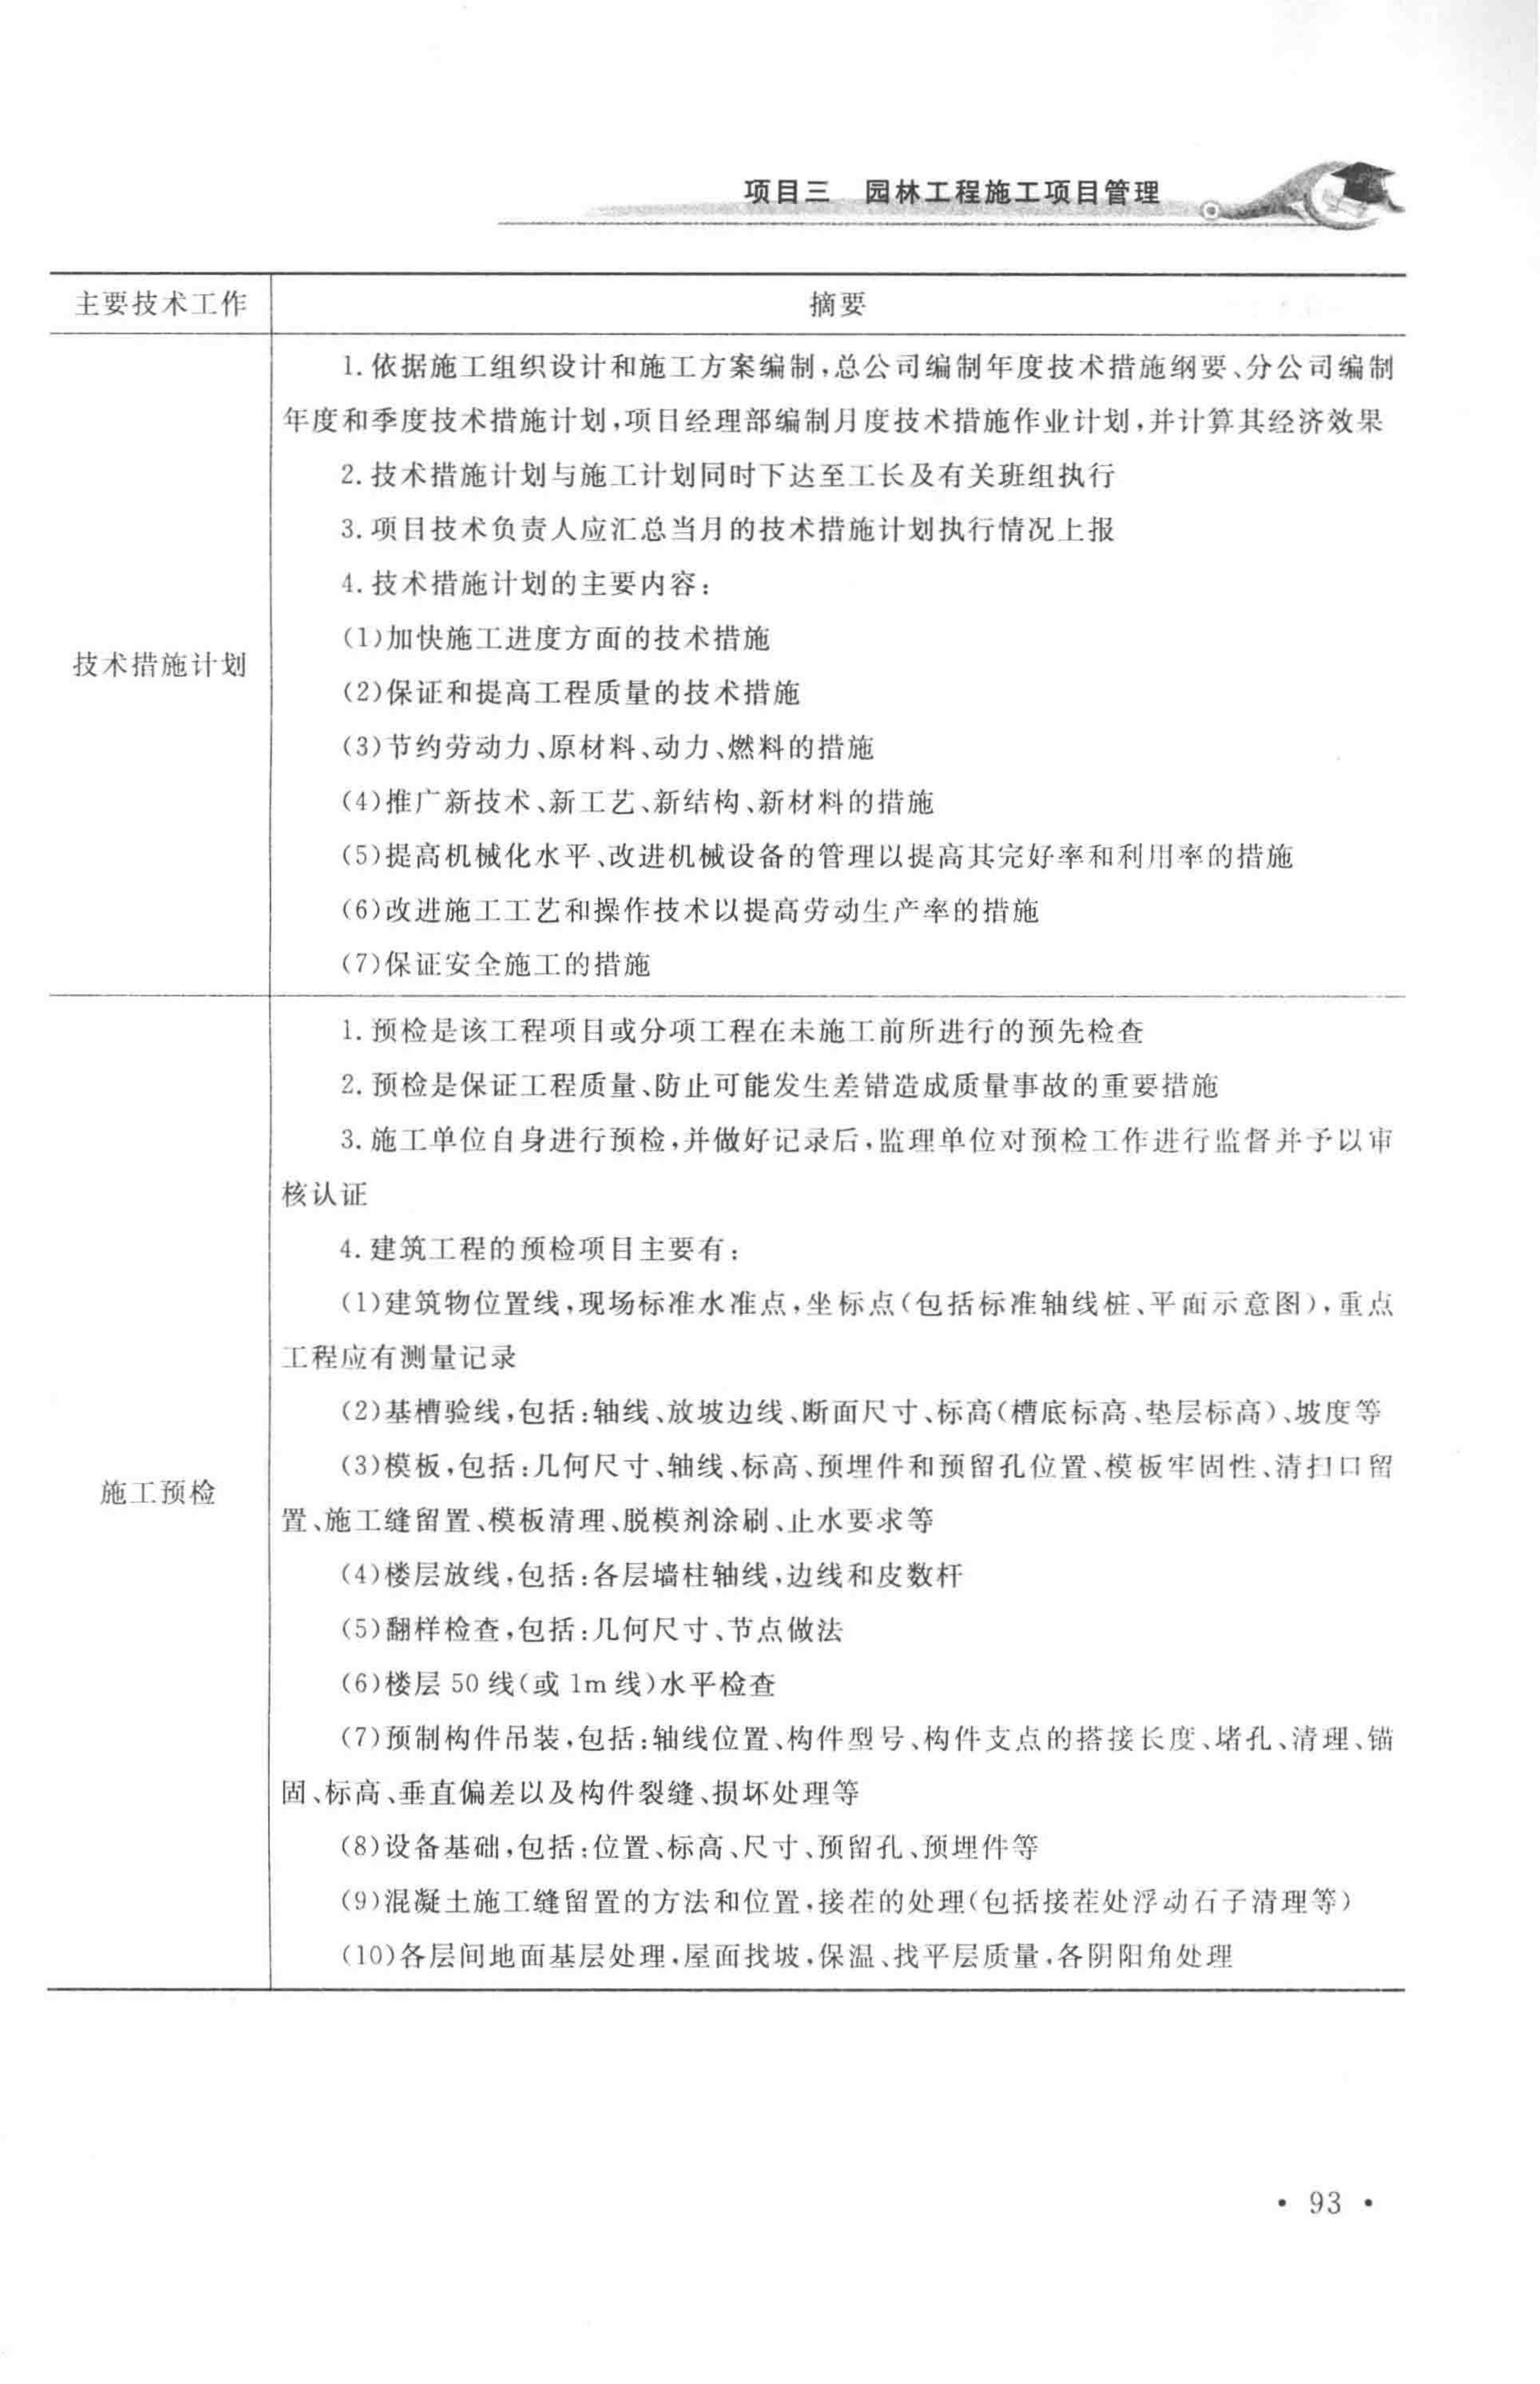 项目三 园林工程施工项目管理
主要技术工作
摘要
技术措施计划
1.依据施工组织设计和施工方案编制,总公司编制年度技术措施纲要、分公司编制
年度和季度技术措施计划,项目经理部编制月度技术措施作业计划,并计算其经济效果
2.技术措施计划与施工计划同时下达至工长及有关班组执行
3.项目技术负责人应汇总当月的技术措施计划执行情况上报
4.技术措施计划的主要内容:
(1)加快施工进度方面的技术措施
(2)保证和提高工程质量的技术措施
(3)节约劳动力、原材料、动力、燃料的措施
(4)推广新技术、新工艺、新结构、新材料的措施
(5)提高机械化水平、改进机械设备的管理以提高其完好率和利用率的措施
(6)改进施工工艺和操作技术以提高劳动生产率的措施
(7)保证安全施工的措施
施工预检
1.预检是该工程项目或分项工程在未施工前所进行的预先检查
2.预检是保证工程质量、防止可能发生差错造成质量事故的重要措施
3.施工单位自身进行预检,并做好记录后,监理单位对预检工作进行监督并予以审
核认证
4.建筑工程的预检项目主要有:
(1)建筑物位置线,现场标准水准点,坐标点(包括标准轴线桩、平面示意图),重点
工程应有测量记录
(2)基槽验线,包括:轴线、放坡边线、断面尺寸、标高(槽底标高、垫层标高)、坡度等
(3)模板,包括:几何尺寸、轴线、标高、预埋件和预留孔位置、模板牢固性、清扫口留
置、施工缝留置、模板清理、脱模剂涂刷、止水要求等
(4)楼层放线,包括:各层墙柱轴线,边线和皮数杆
(5)翻样检查,包括:几何尺寸、节点做法
(6)楼层50线(或1m线)水平检查
(7)预制构件吊装,包括:轴线位置、构件型号、构件支点的搭接长度、堵孔、清理、锚
固、标高、垂直偏差以及构件裂缝、损坏处理等
(8)设备基础,包括:位置、标高、尺寸、预留孔、预埋件等
(9)混凝土施工缝留置的方法和位置,接茬的处理(包括接茬处浮动石子清理等)
(10)各层间地面基层处理,屋面找坡,保温、找平层质量,各阴阳角处理
• 93 •